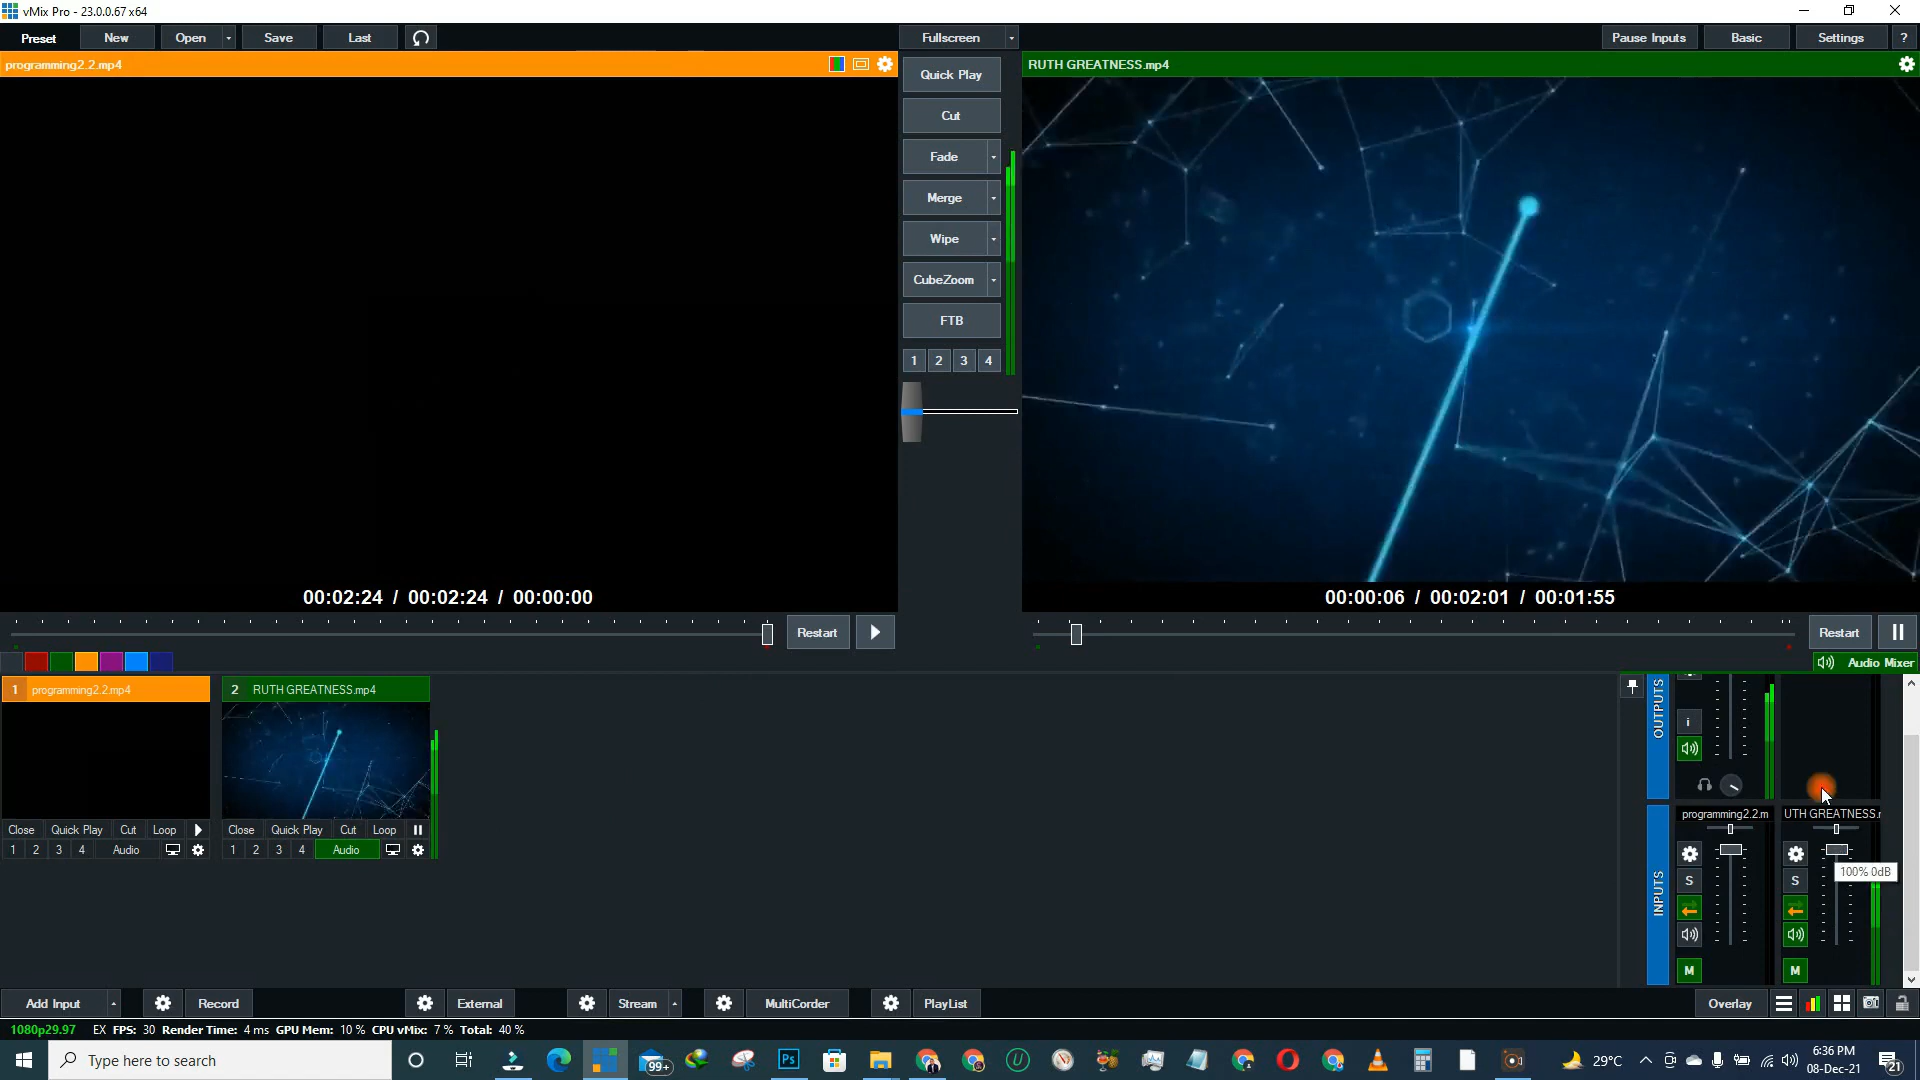 vMix Pro - 23.0.0.67 x64
Preset New Open Save Last Fullscreen Pause Inputs Basic Settings ?
programming2.2.mp4
RUTH GREATNESS.mp4
Quick Play
Cut
Fade
Merge
Wipe
CubeZoom
FTB
1 2 3 4
00:02:24 / 00:02:24 / 00:00:00
00:00:06 / 00:02:01 / 00:01:55
Restart
Restart
Audio Mixer
1 programming2.2.mp4
2 RUTH GREATNESS.mp4
Close Quick Play Cut Loop
1 2 3 4 Audio
Close Quick Play Cut Loop
1 2 3 4 Audio
OUTPUTS
i
INPUTS
programming2.2.m
UTH GREATNESS.
100% 0dB
S
S
M
M
Add Input Record External Stream MultiCorder PlayList Overlay
1080p29.97 EX FPS: 30 Render Time: 4 ms GPU Mem: 10 % CPU vMix: 7 % Total: 40 %
Type here to search
99+
Ps
29°C
6:36 PM
08-Dec-21
21